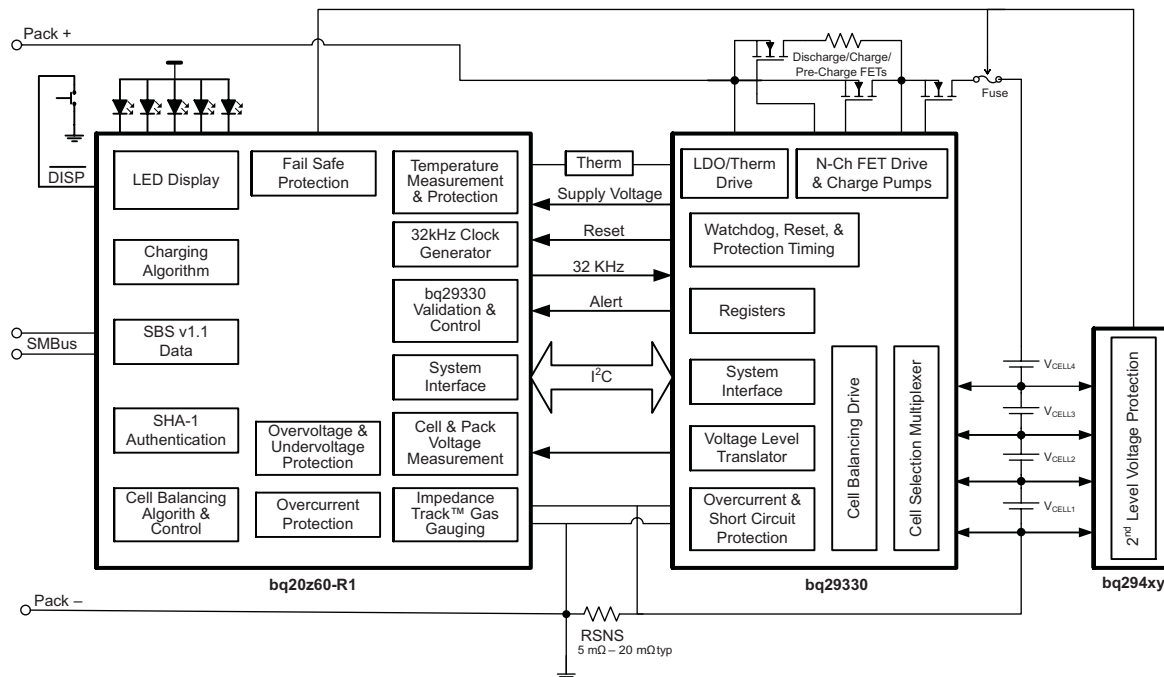 Pack +
Discharge/Charge/
Pre-Charge FETs
Fuse
DISP
LED Display
Fail Safe
Protection
Temperature
Measurement
& Protection
Therm
LDO/Therm
Drive
N-Ch FET Drive
& Charge Pumps
Supply Voltage
Charging
Algorithm
32kHz Clock
Generator
Reset
Watchdog, Reset, &
Protection Timing
32 KHz
bq29330
Validation &
Control
Alert
Registers
SMBus
SBS v1.1
Data
System
Interface
I²C
System
Interface
Cell Balancing Drive
Cell Selection Multiplexer
VCELL4
VCELL3
VCELL2
VCELL1
2nd Level Voltage Protection
SHA-1
Authentication
Overvoltage &
Undervoltage
Protection
Cell & Pack
Voltage
Measurement
Voltage Level
Translator
Cell Balancing
Algorith &
Control
Overcurrent
Protection
Impedance
Track™ Gas
Gauging
Overcurrent &
Short Circuit
Protection
bq20z60-R1
bq29330
bq294xy
Pack –
RSNS
5 mΩ – 20 mΩ typ